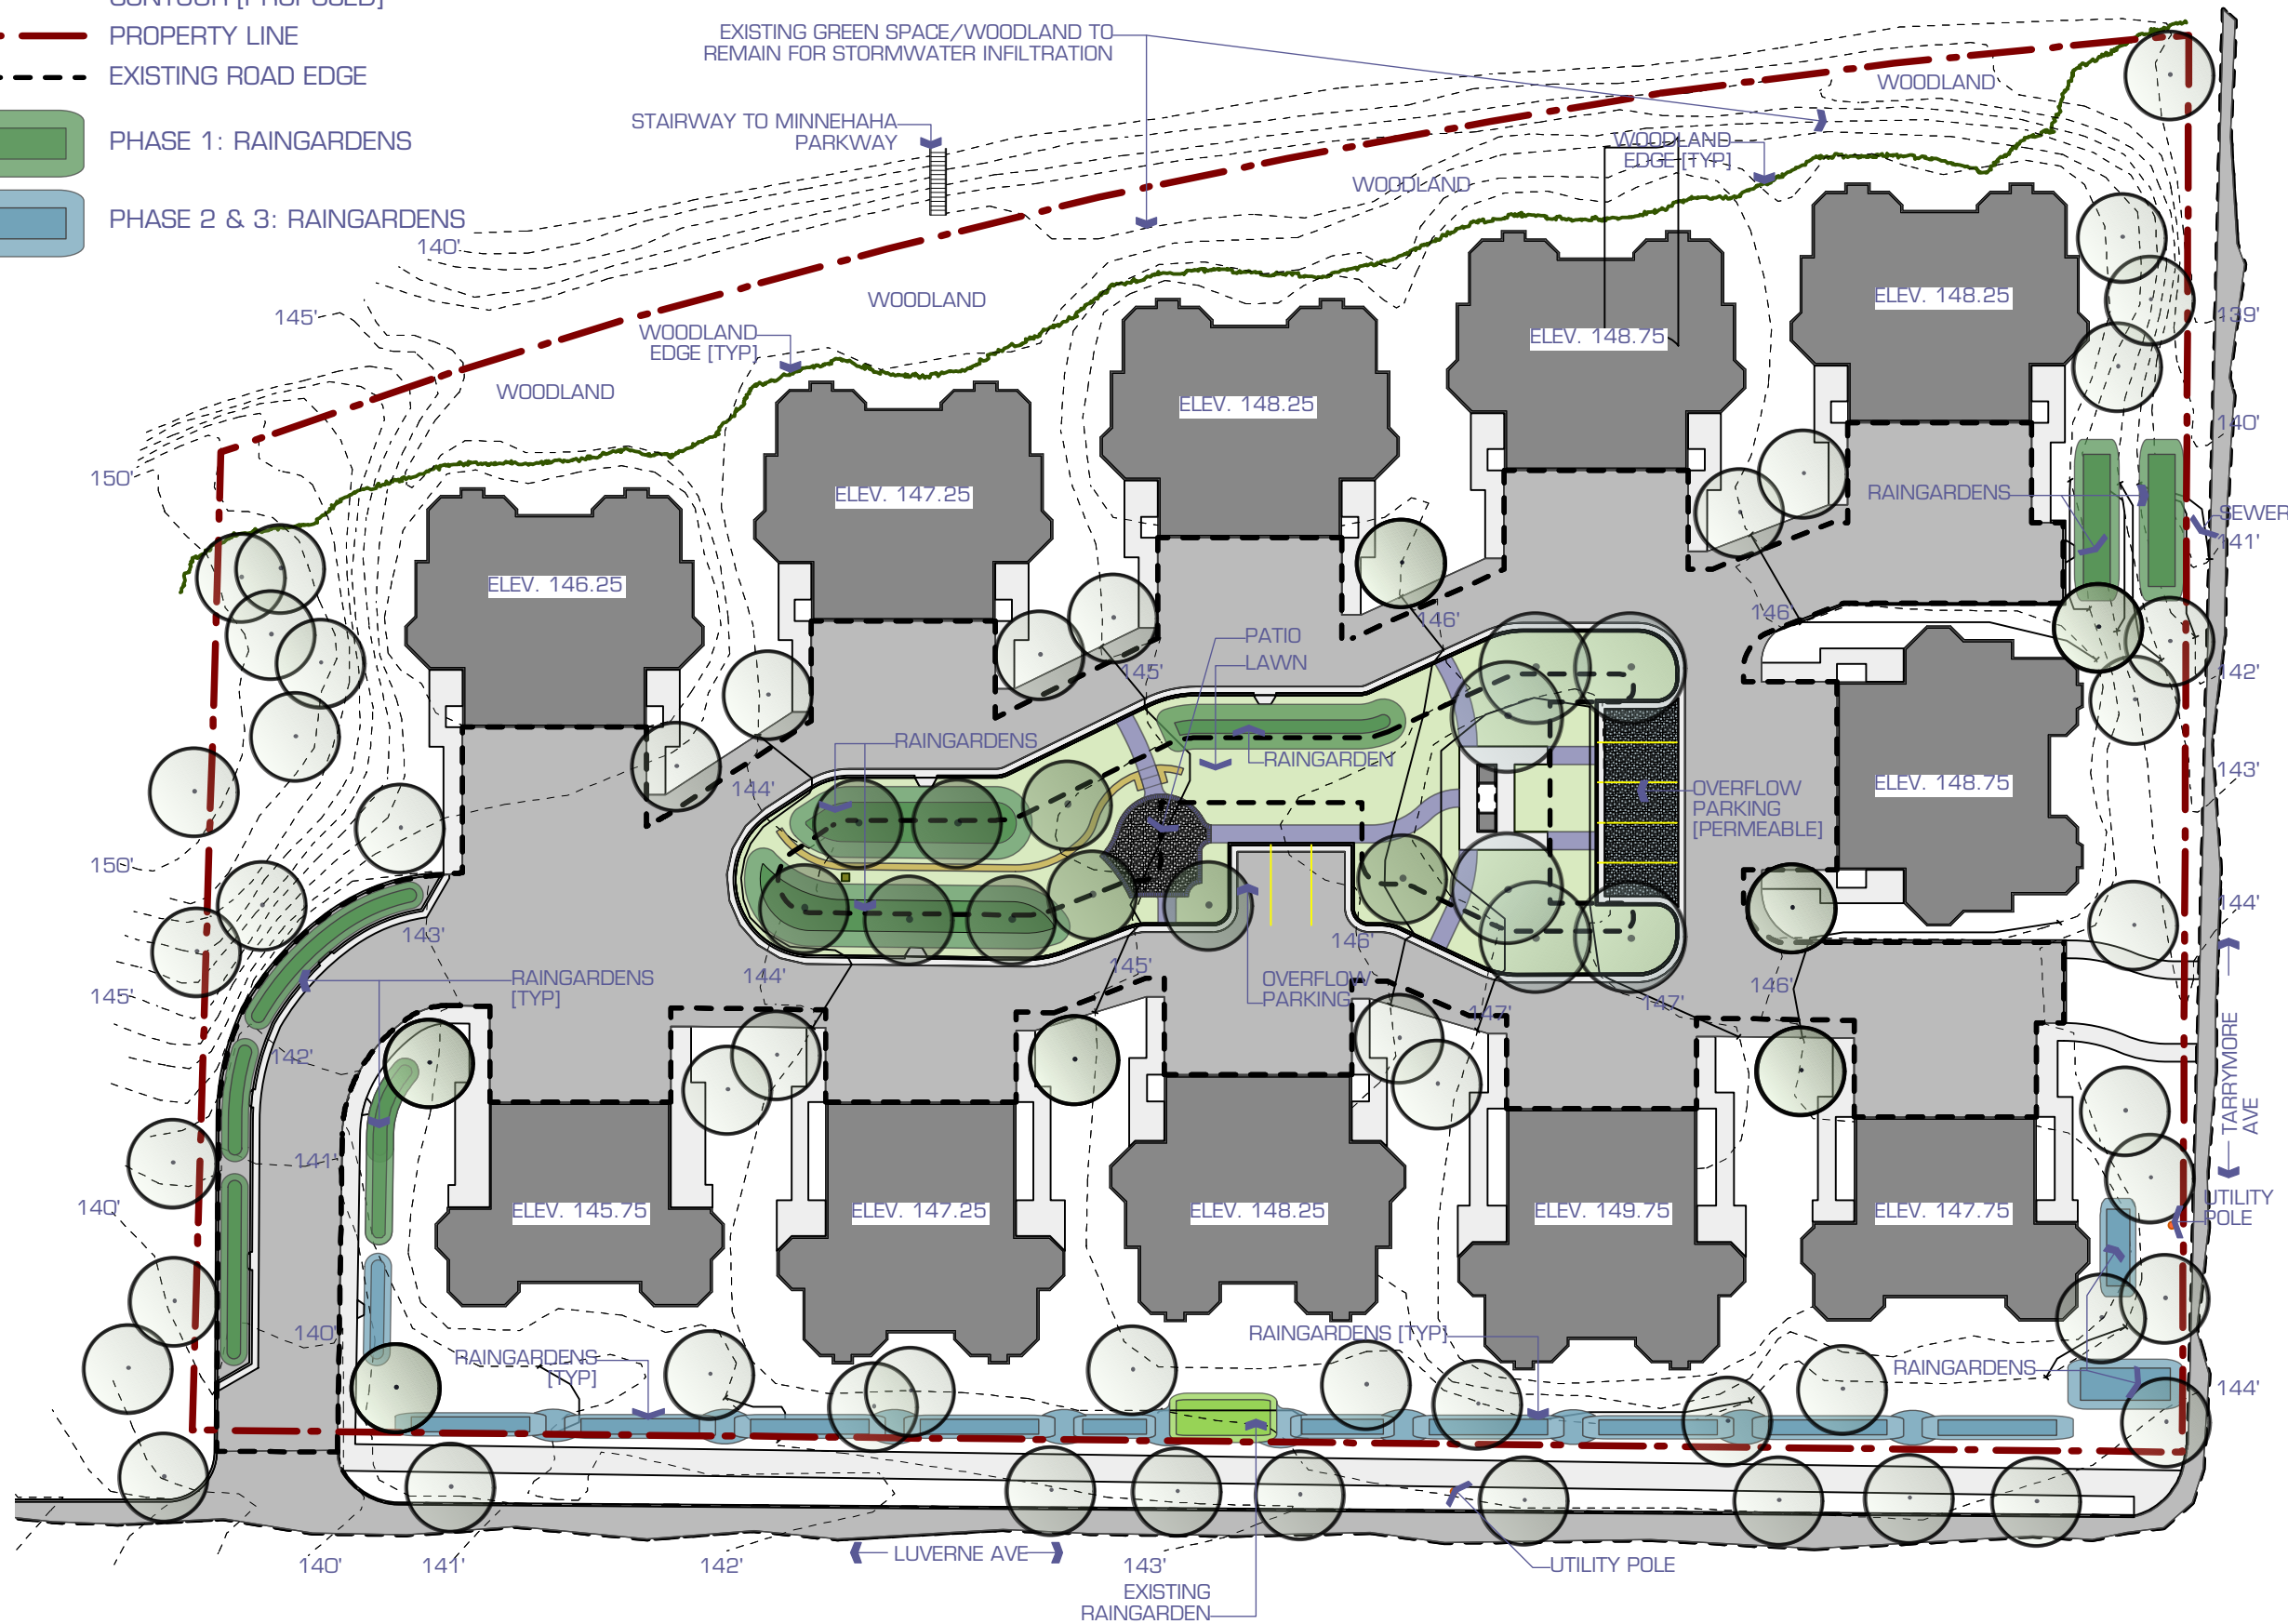 CONTOUR [PROPOSED]
PROPERTY LINE
EXISTING ROAD EDGE
PHASE 1: RAINGARDENS
PHASE 2 & 3: RAINGARDENS
EXISTING GREEN SPACE/WOODLAND TO
REMAIN FOR STORMWATER INFILTRATION
STAIRWAY TO MINNEHAHA
PARKWAY
WOODLAND
WOODLAND
EDGE [TYP]
WOODLAND
140'
145'
WOODLAND
WOODLAND
EDGE [TYP]
WOODLAND
150'
ELEV. 148.25
ELEV. 148.75
ELEV. 148.25
ELEV. 147.25
ELEV. 146.25
139'
140'
RAINGARDENS
SEWER
141'
146'
146'
PATIO
LAWN
145'
142'
RAINGARDENS
RAINGARDEN
144'
OVERFLOW
PARKING
[PERMEABLE]
ELEV. 148.75
143'
150'
144'
143'
145'
RAINGARDENS
[TYP]
144'
145'
146'
OVERFLOW
PARKING
147'
147'
146'
TARRYMORE
AVE
142'
141'
140'
ELEV. 145.75
ELEV. 147.25
ELEV. 148.25
ELEV. 149.75
ELEV. 147.75
UTILITY
POLE
140'
RAINGARDENS
[TYP]
RAINGARDENS [TYP]
RAINGARDENS
144'
140'
141'
142'
LUVERNE AVE
143'
UTILITY POLE
EXISTING
RAINGARDEN